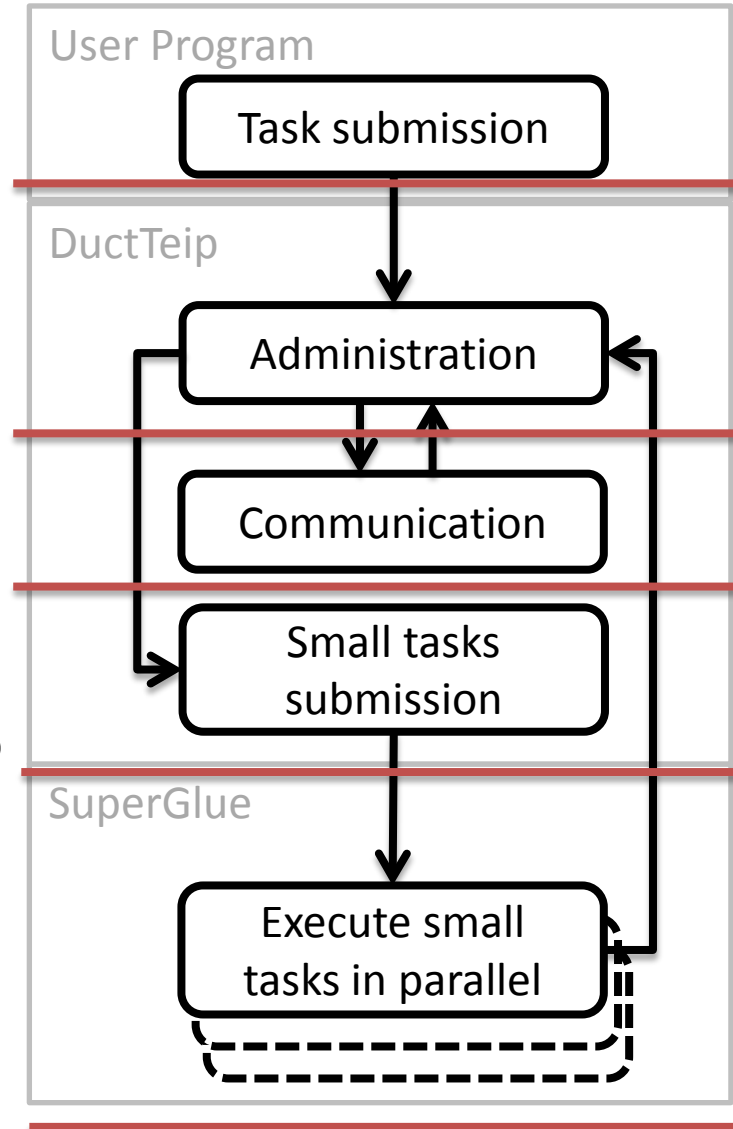 User Program
Task submission
DuctTeip
Administration
Communication
Small tasks
submission
SuperGlue
Execute small
tasks in parallel